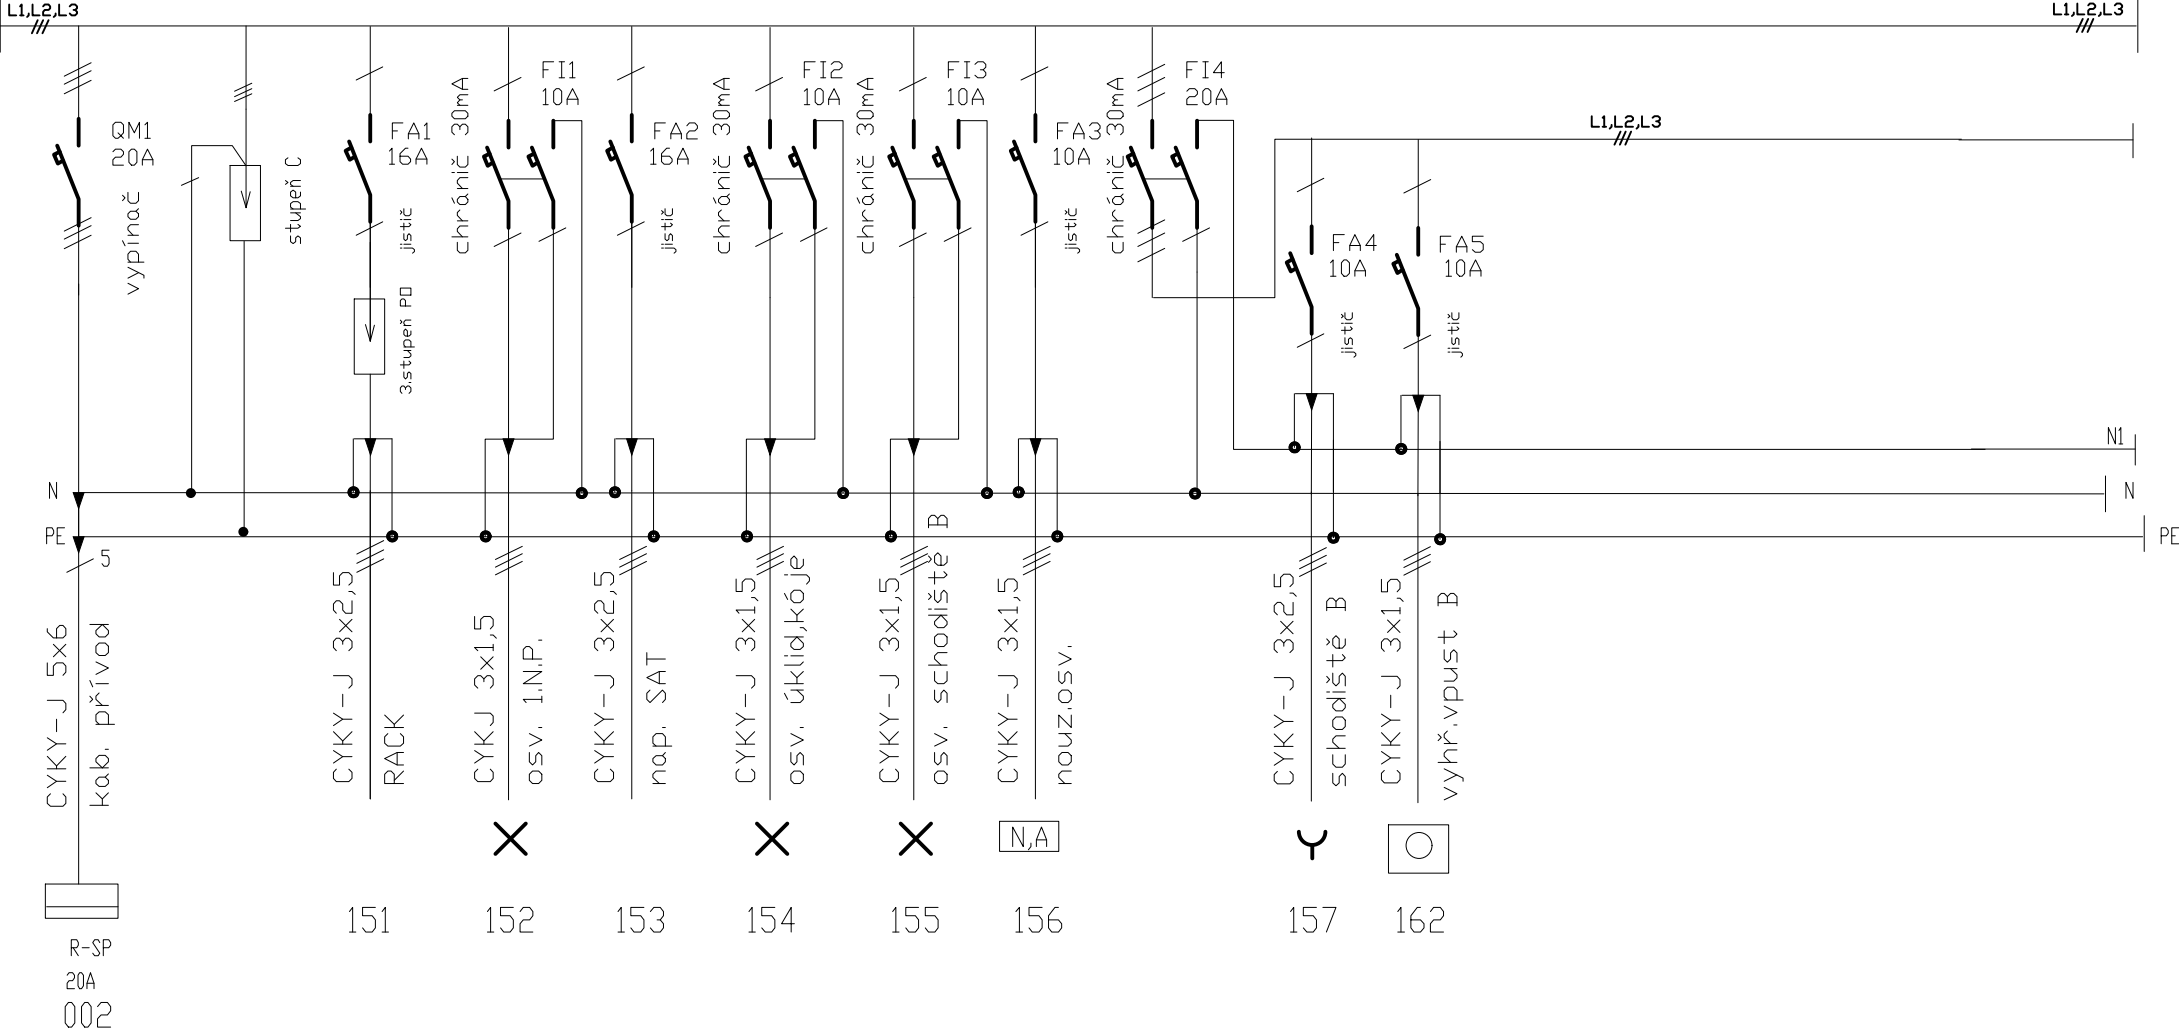 L1,L2,L3
L1,L2,L3
QM1
20A
vypínač
stupeň C
FA1
16A
jistič
3.stupeň PO
chránič 30mA
FI1
10A
FA2
16A
jistič
chránič 30mA
FI2
10A
chránič 30mA
FI3
10A
FA3
10A
jistič
chránič 30mA
FI4
20A
L1,L2,L3
FA4
10A
jistič
FA5
10A
jistič
N1
N
N
PE
PE
5
CYKY-J 5x6
kab. přívod
CYKY-J 3x2,5
RACK
CYKJ 3x1,5
osv. 1.N.P.
CYKY-J 3x2,5
nap. SAT
CYKY-J 3x1,5
osv. úklid,kóje
CYKY-J 3x1,5
osv. schodiště B
CYKY-J 3x1,5
nouz.osv.
CYKY-J 3x2,5
schodiště B
CYKY-J 3x1,5
vyhř.vpust B
N,A
151
152
153
154
155
156
157
162
R-SP
20A
002